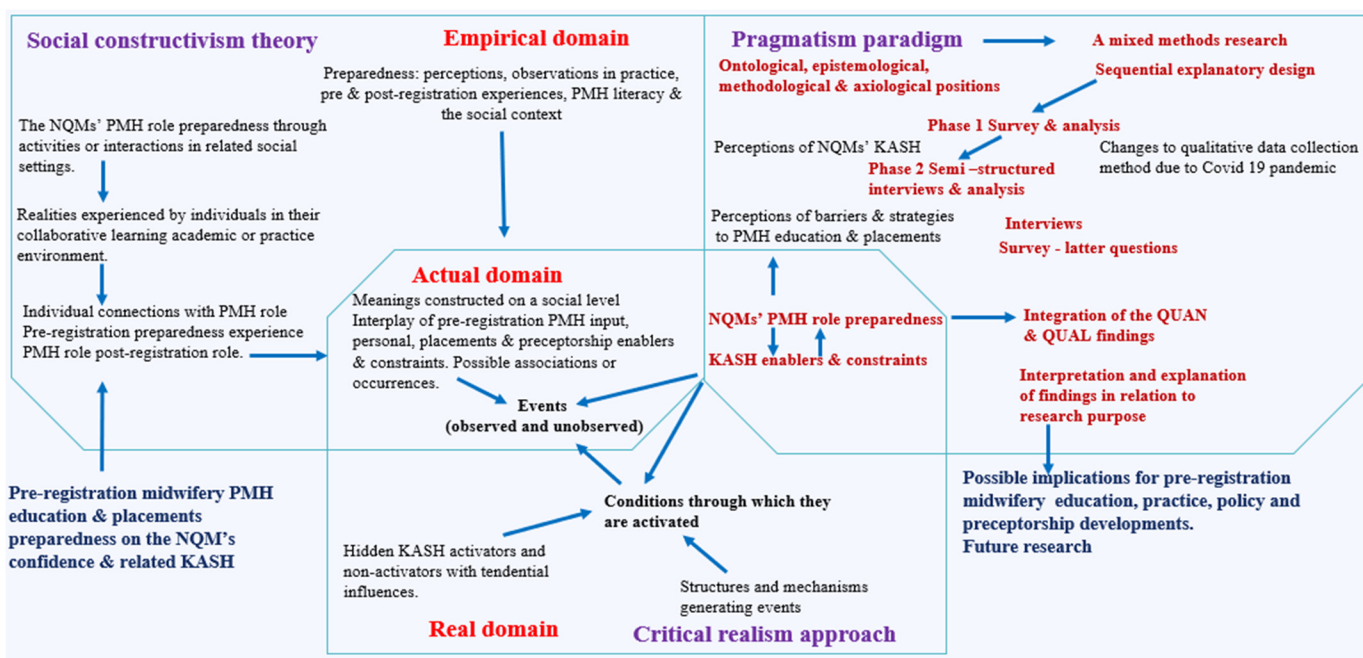 Social constructivism theory
The NQMs' PMH role preparedness through
activities or interactions in related social
settings.
Realities experienced by individuals in their
collaborative learning academic or practice
environment.
Individual connections with PMH role
Pre-registration preparedness experience
PMH role post-registration role.
Pre-registration midwifery PMH
education & placements
preparedness on the NQM's
confidence & related KASH
Empirical domain
Preparedness: perceptions, observations in practice,
pre & post-registration experiences, PMH literacy &
the social context
Actual domain
Meanings constructed on a social level
Interplay of pre-registration PMH input,
personal, placements & preceptorship enablers
& constraints. Possible associations or
occurrences.
Events
(observed and unobserved)
Conditions through which they
are activated
Hidden KASH activators and
non-activators with tendential
influences.
Structures and mechanisms
generating events
Real domain
Critical realism approach
Pragmatism paradigm
A mixed methods research
Ontological, epistemological,
methodological & axiological positions
Sequential explanatory design
Phase 1 Survey & analysis
Perceptions of NQMs' KASH
Changes to qualitative data collection
method due to Covid 19 pandemic
Phase 2 Semi –structured
interviews & analysis
Perceptions of barriers & strategies
to PMH education & placements
Interviews
Survey - latter questions
NQMs' PMH role preparedness
KASH enablers & constraints
Integration of the QUAN
& QUAL findings
Interpretation and explanation
of findings in relation to
research purpose
Possible implications for pre-registration
midwifery education, practice, policy and
preceptorship developments.
Future research